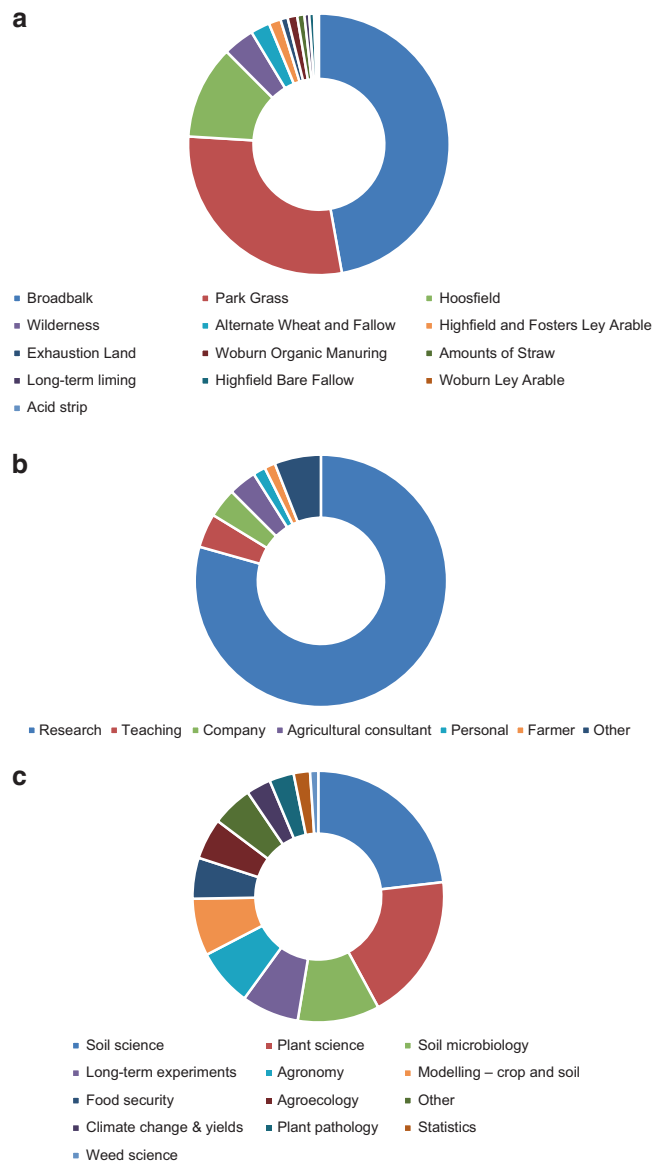 a
Broadbalk Park Grass Hoosfield
Wilderness Alternate Wheat and Fallow Highfield and Fosters Ley Arable
Exhaustion Land Woburn Organic Manuring Amounts of Straw
Long-term liming Highfield Bare Fallow Woburn Ley Arable
Acid strip
b
Research Teaching Company Agricultural consultant Personal Farmer Other
c
Soil science Plant science Soil microbiology
Long-term experiments Agronomy Modelling – crop and soil
Food security Agroecology Other
Climate change & yields Plant pathology Statistics
Weed science